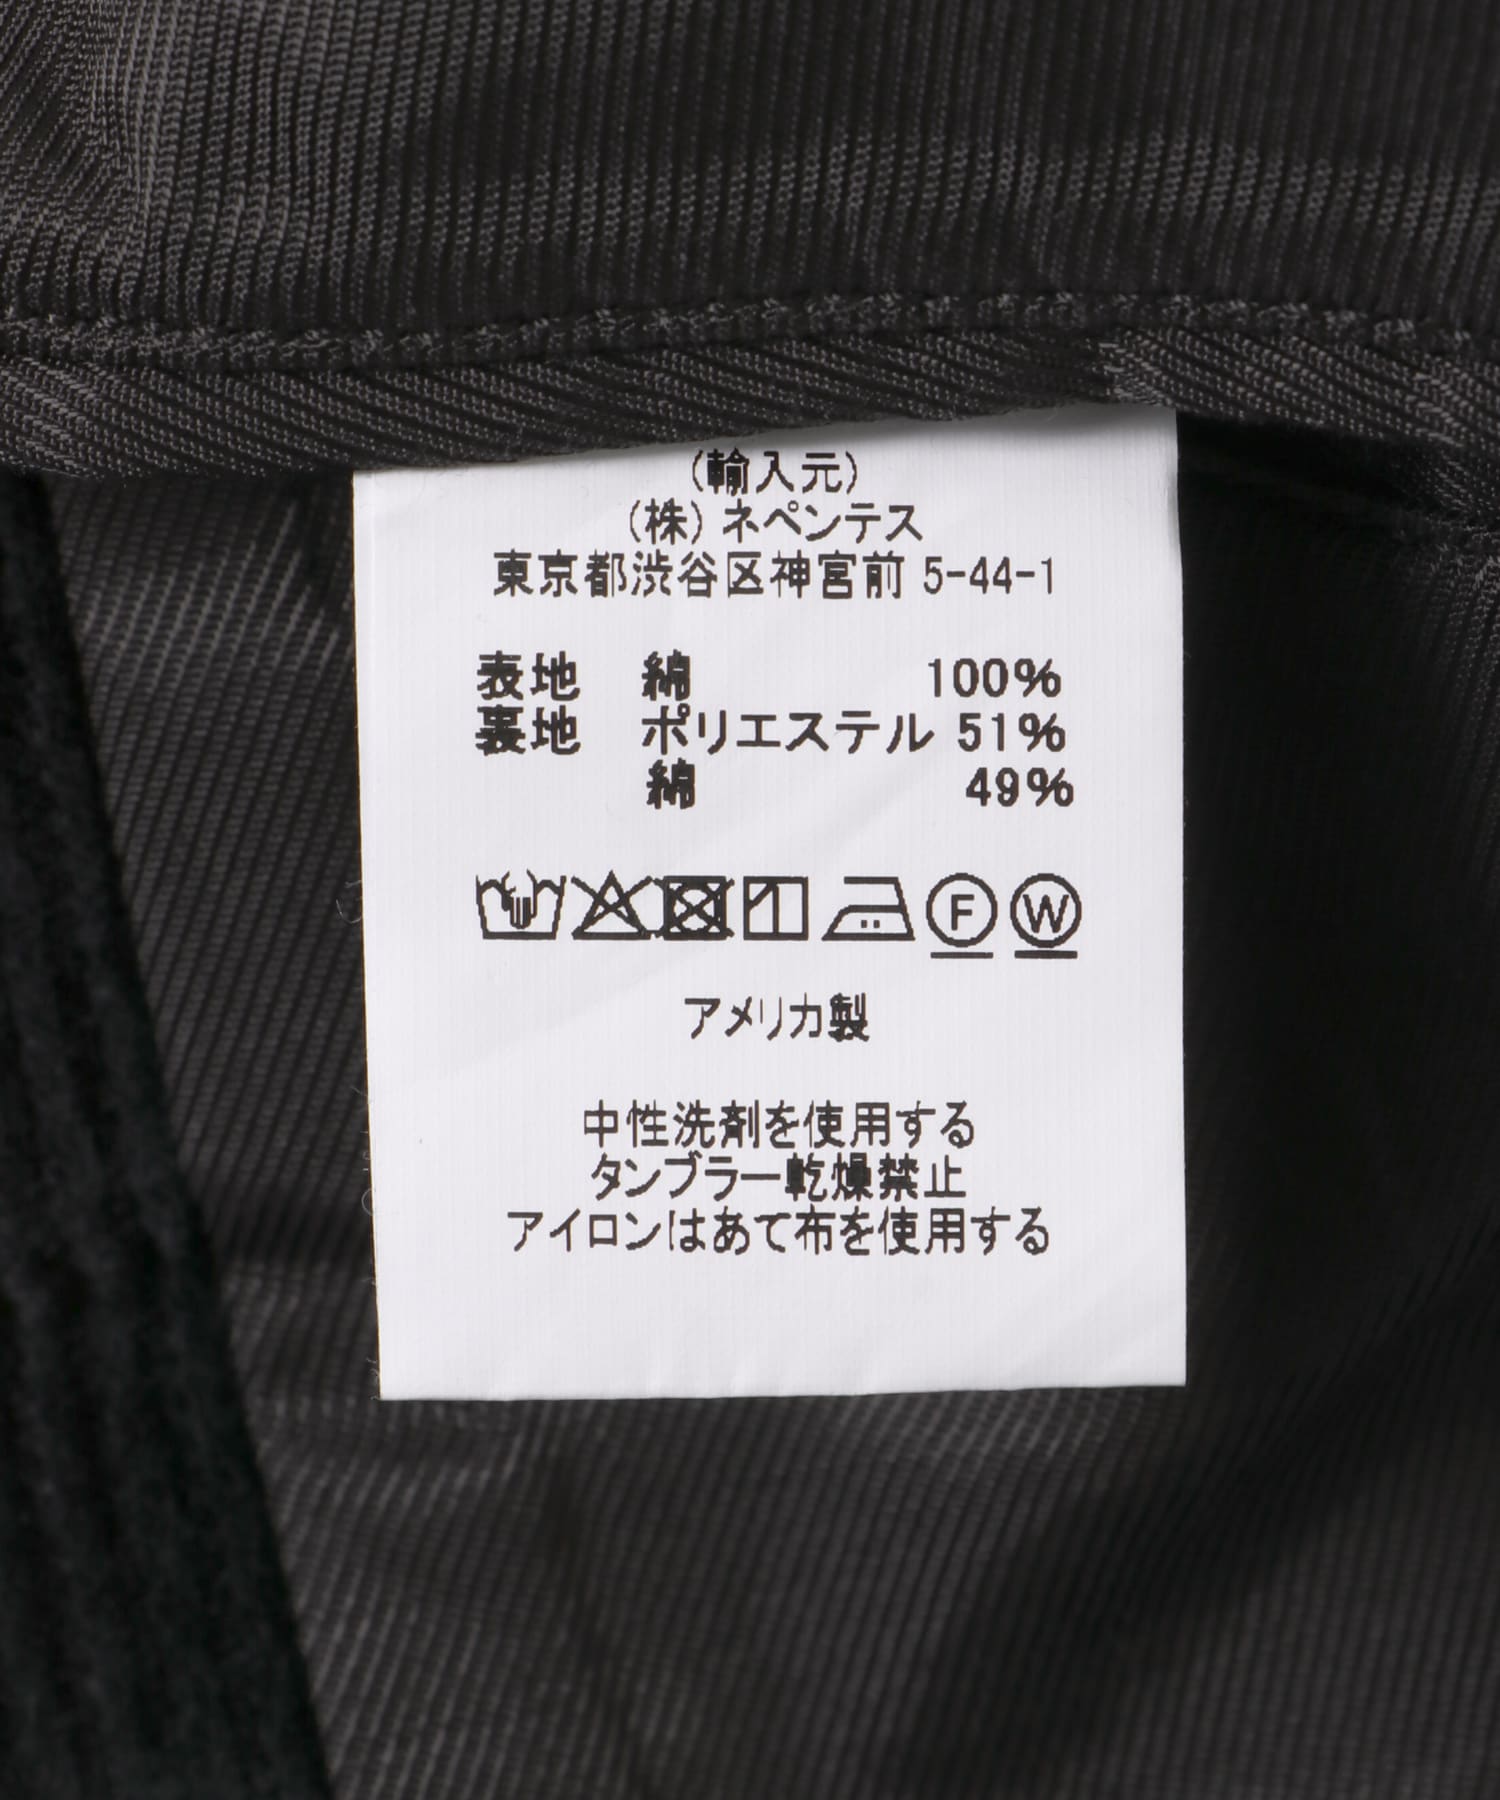 (輸入元)
(株) ネペンテス
東京都渋谷区神宮前 5-44-1
表地 綿 100%
裏地 ポリエステル 51%
綿 49%
F W
アメリカ製
中性洗剤を使用する
タンブラー乾燥禁止
アイロンはあて布を使用する